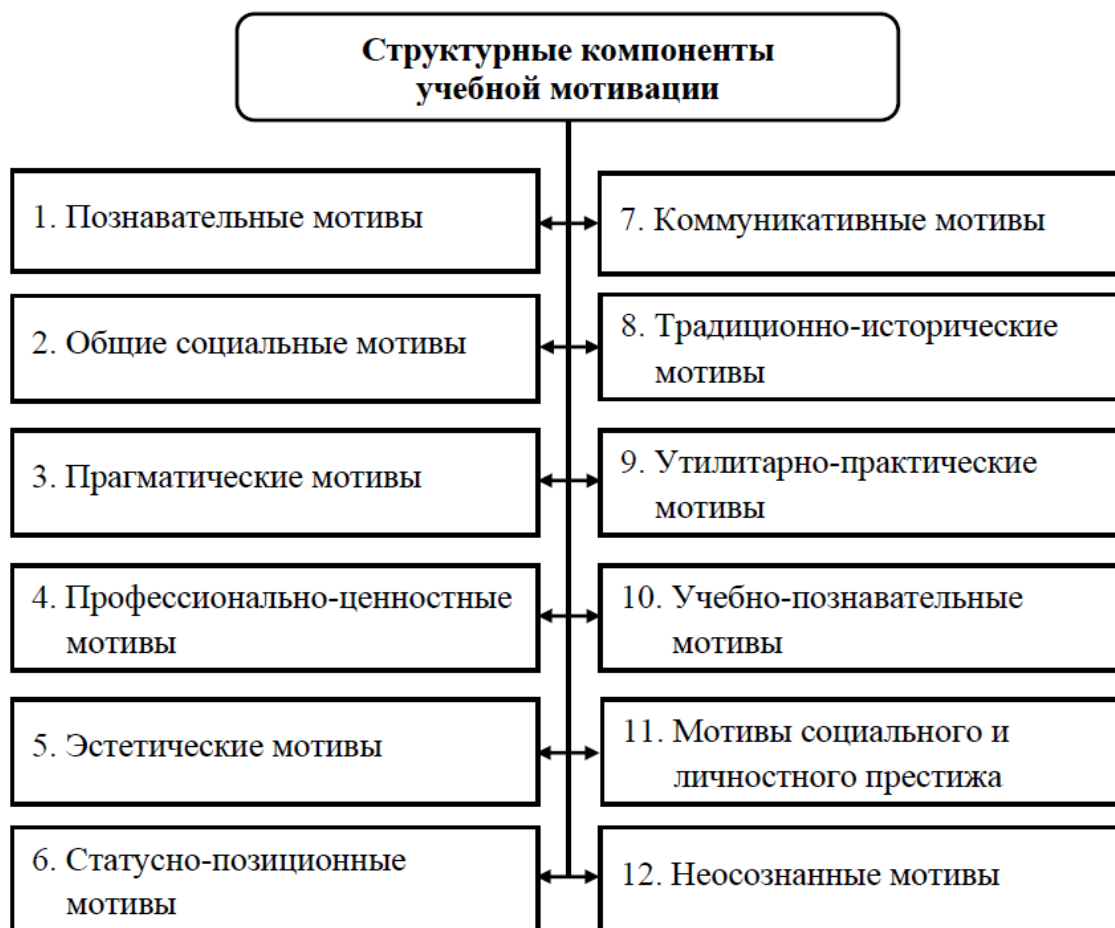 Структурные компоненты
учебной мотивации
1. Познавательные мотивы
2. Общие социальные мотивы
3. Прагматические мотивы
4. Профессионально-ценностные
мотивы
5. Эстетические мотивы
6. Статусно-позиционные
мотивы
7. Коммуникативные мотивы
8. Традиционно-исторические
мотивы
9. Утилитарно-практические
мотивы
10. Учебно-познавательные
мотивы
11. Мотивы социального и
личностного престижа
12. Неосознанные мотивы